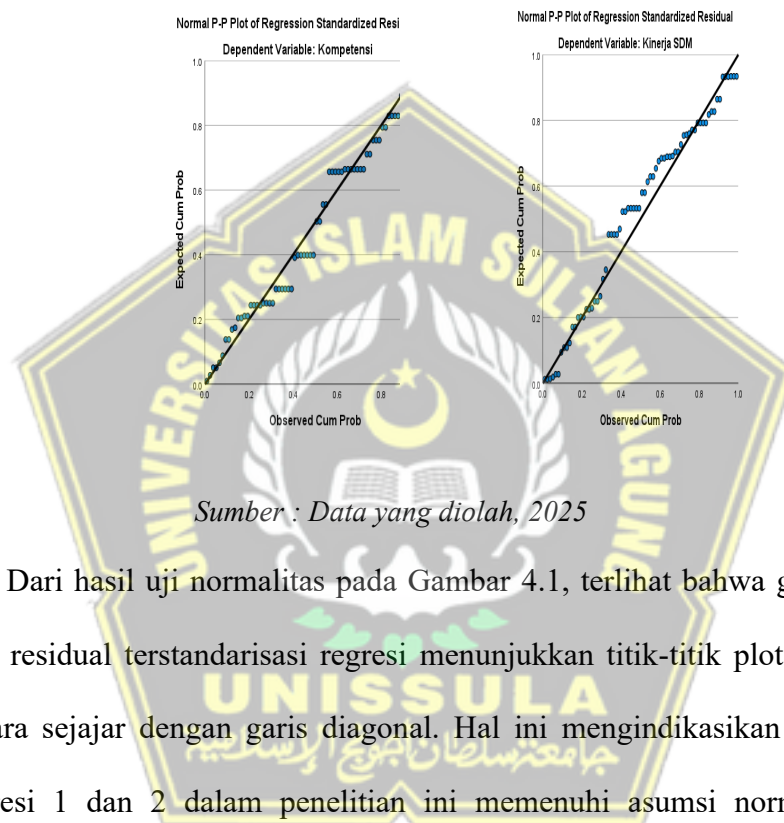 Normal P-P Plot of Regression Standardized Resi
Dependent Variable: Kompetensi
1.0
0.8
0.6
0.4
0.2
0.0
0.0 0.2 0.4 0.6 0.8
Expected Cum Prob
Observed Cum Prob
Normal P-P Plot of Regression Standardized Residual
Dependent Variable: Kinerja SDM
1.0
0.8
0.6
0.4
0.2
0.0
0.0 0.2 0.4 0.6 0.8 1.0
Expected Cum Prob
Observed Cum Prob
UNIVERSITAS ISLAM SULTAN AGUNG
Sumber : Data yang diolah, 2025
Dari hasil uji normalitas pada Gambar 4.1, terlihat bahwa g
residual terstandarisasi regresi menunjukkan titik-titik plot
ara sejajar dengan garis diagonal. Hal ini mengindikasikan
UNISSULA
جامعتنسلطان أجونج الإسلامية
esi 1 dan 2 dalam penelitian ini memenuhi asumsi norm